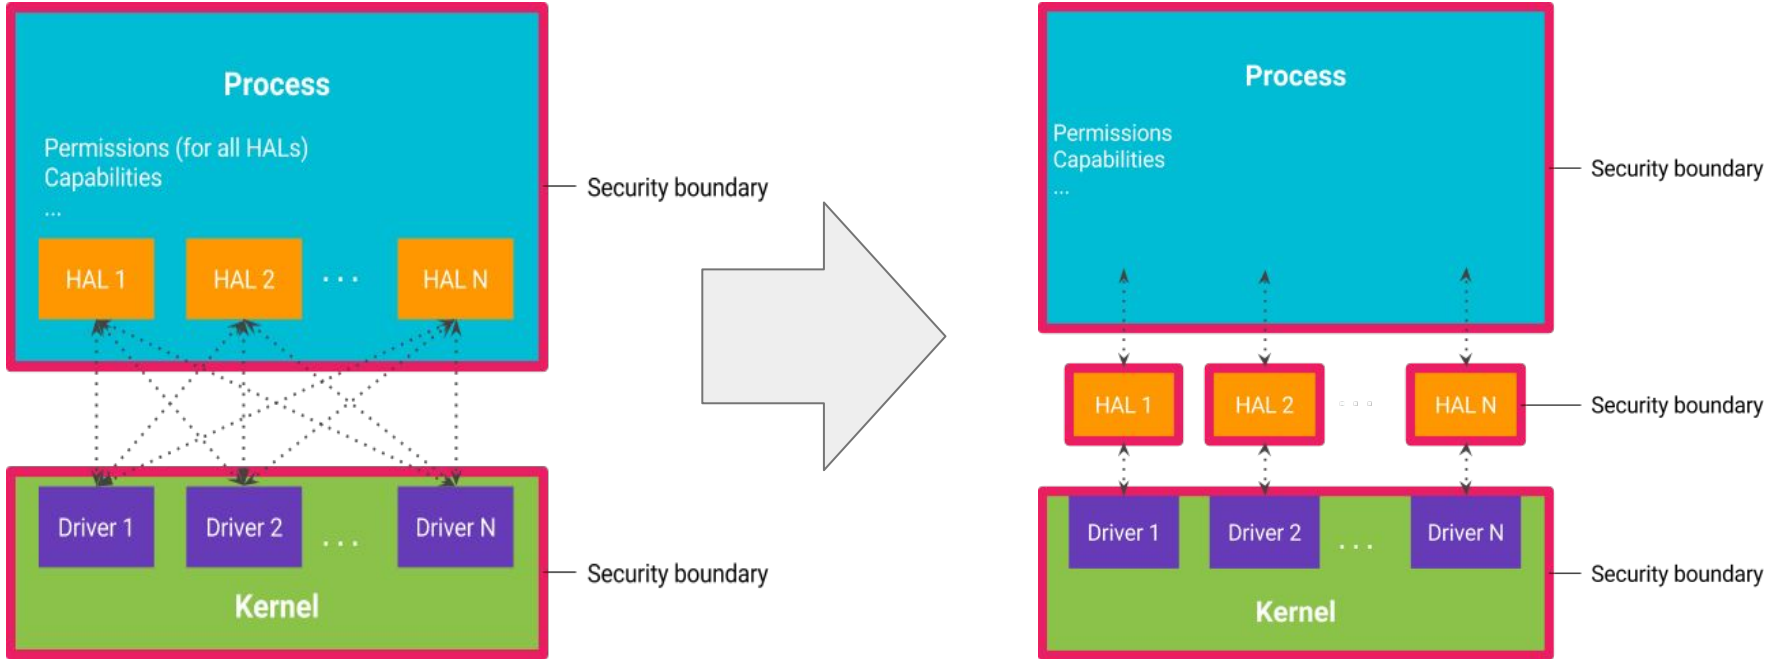 Process
Permissions (for all HALs)
Capabilities
...
HAL 1
HAL 2
...
HAL N
Security boundary
Driver 1
Driver 2
...
Driver N
Kernel
Security boundary
Process
Permissions
Capabilities
...
Security boundary
HAL 1
HAL 2
...
HAL N
Security boundary
Driver 1
Driver 2
...
Driver N
Kernel
Security boundary